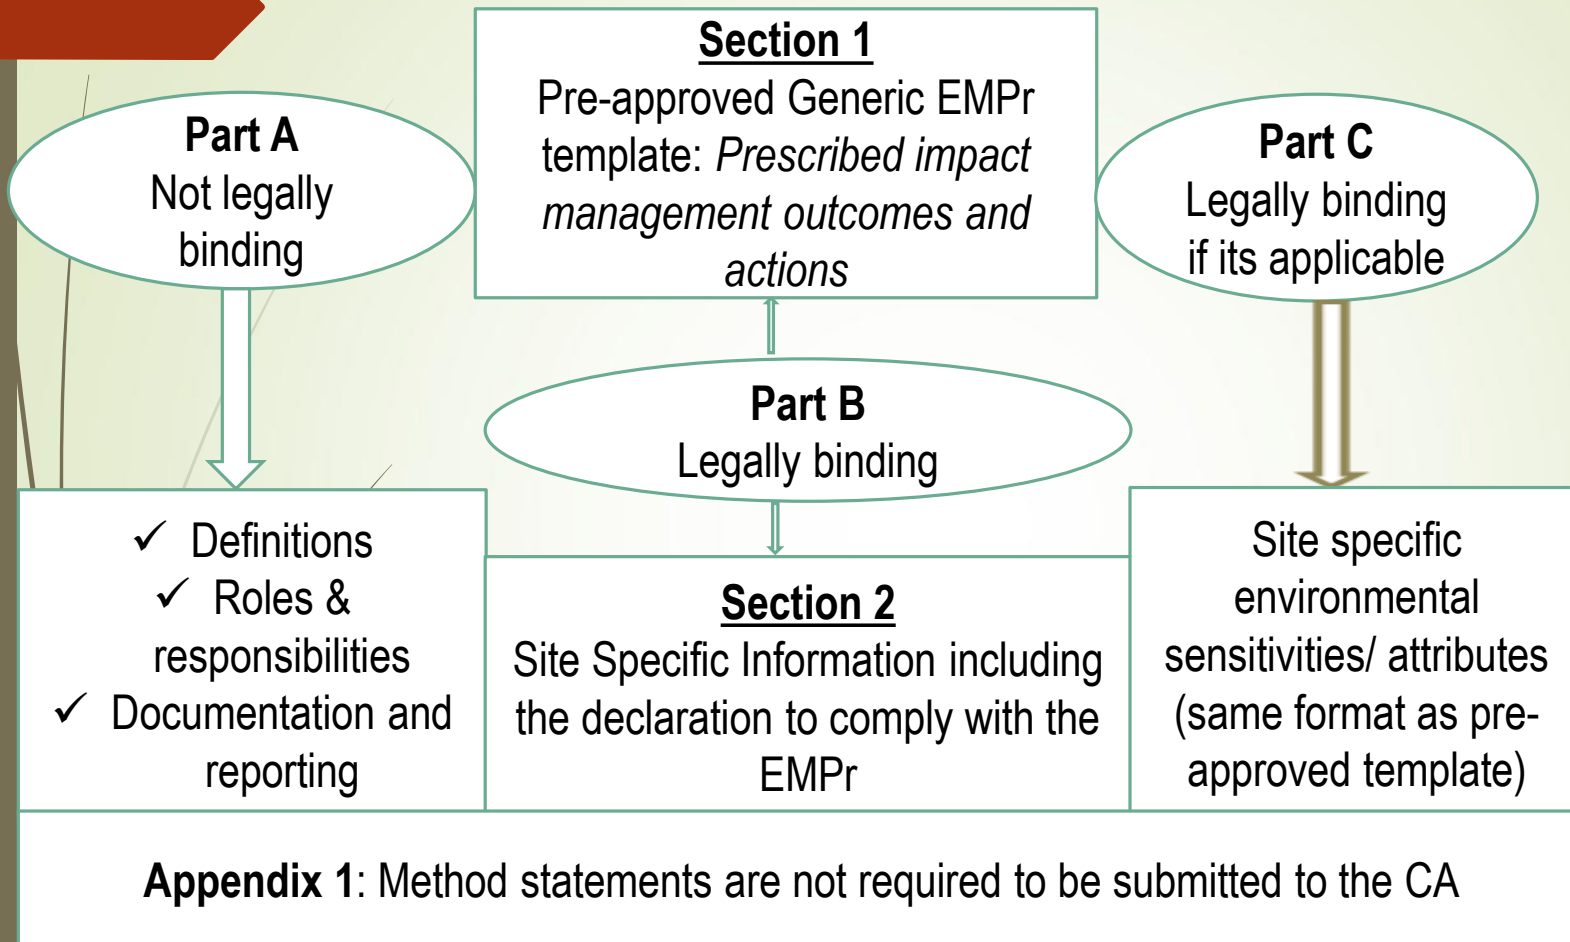 Section 1
Pre-approved Generic EMPr
template: Prescribed impact
management outcomes and
actions
Part A
Not legally
binding
Part C
Legally binding
if its applicable
Part B
Legally binding
✓ Definitions
✓ Roles &
responsibilities
✓ Documentation and
reporting
Section 2
Site Specific Information including
the declaration to comply with the
EMPr
Site specific
environmental
sensitivities/ attributes
(same format as pre-
approved template)
Appendix 1: Method statements are not required to be submitted to the CA